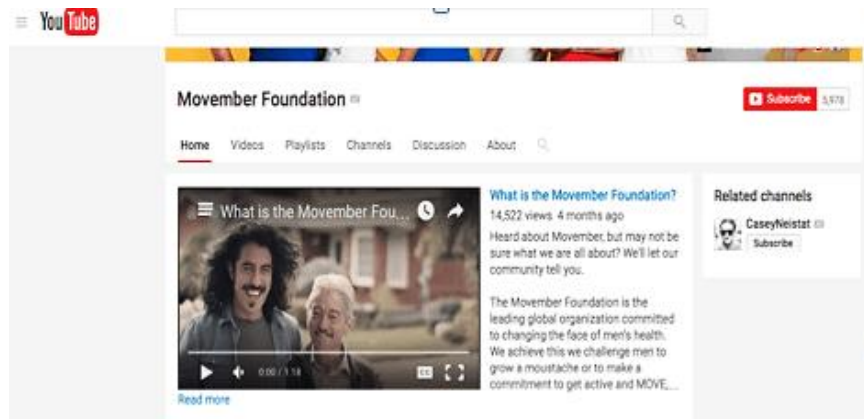 YouTube
Movember Foundation
Subscribe 5,978
Home Videos Playlists Channels Discussion About
What is the Movember Fou...
0:00 / 1:18
CC
Read more
What is the Movember Foundation?
14,522 views 4 months ago
Heard about Movember, but may not be
sure what we are all about? We'll let our
community tell you.
The Movember Foundation is the
leading global organization committed
to changing the face of men's health.
We achieve this we challenge men to
grow a moustache or to make a
commitment to get active and MOVE,...
Related channels
CaseyNeistat
Subscribe